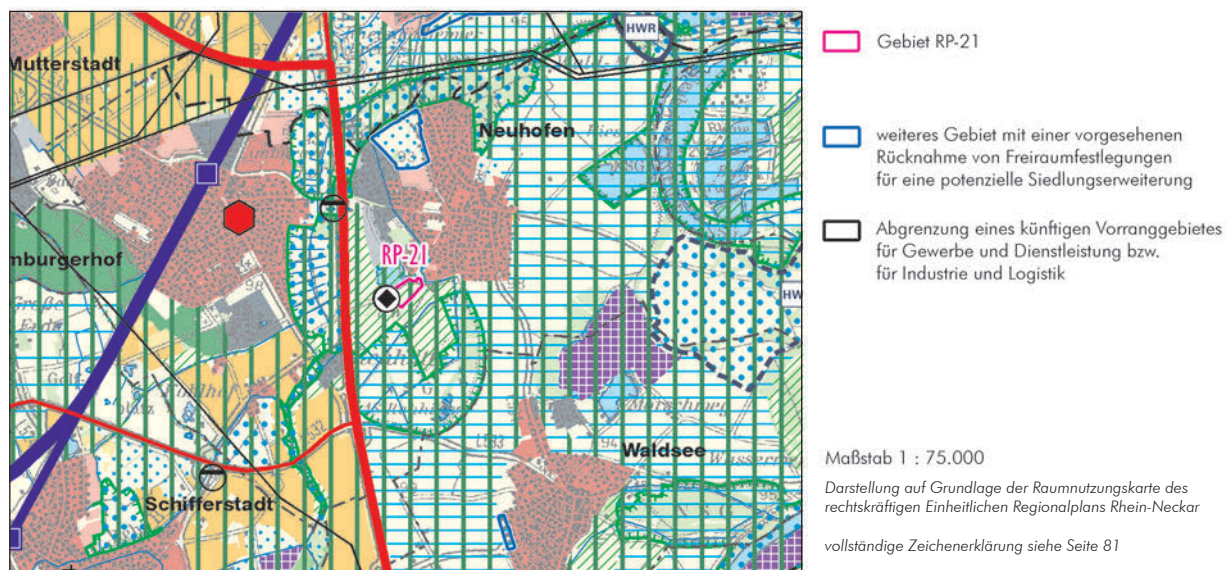 HWR
Mutterstadt
Neuhofen
RP-21
mburgerhof
HW
Waldsee
Schifferstadt
Gebiet RP-21
weiteres Gebiet mit einer vorgesehenen
Rücknahme von Freiraumfestlegungen
für eine potenzielle Siedlungserweiterung
Abgrenzung eines künftigen Vorranggebietes
für Gewerbe und Dienstleistung bzw.
für Industrie und Logistik
Maßstab 1 : 75.000
Darstellung auf Grundlage der Raumnutzungskarte des
rechtskräftigen Einheitlichen Regionalplans Rhein-Neckar
vollständige Zeichenerklärung siehe Seite 81